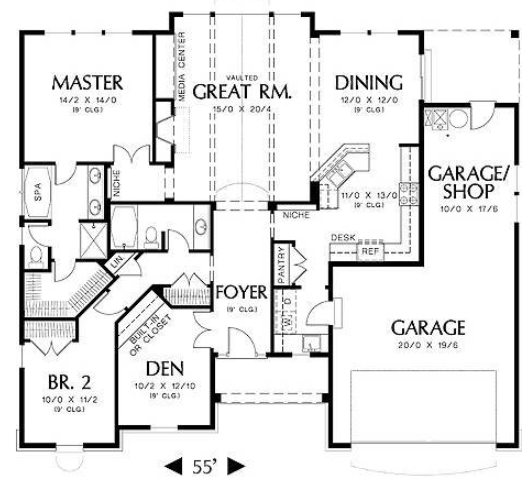 MASTER
14/2 X 14/0
(9' CLG)
MEDIA CENTER
VAULTED
GREAT RM.
15/0 X 20/4
DINING
12/0 X 12/0
(9' CLG)
GARAGE/
SHOP
10/0 X 17/6
SPA
NICHE
11/0 X 13/0
(9' CLG)
NICHE
DESK
REF
LIN.
PANTRY
FOYER
(9' CLG)
W
D
GARAGE
20/0 X 19/6
BUILT-IN
OR CLOSET
BR. 2
10/0 X 11/2
(9' CLG)
DEN
10/2 X 12/10
(9' CLG)
55'